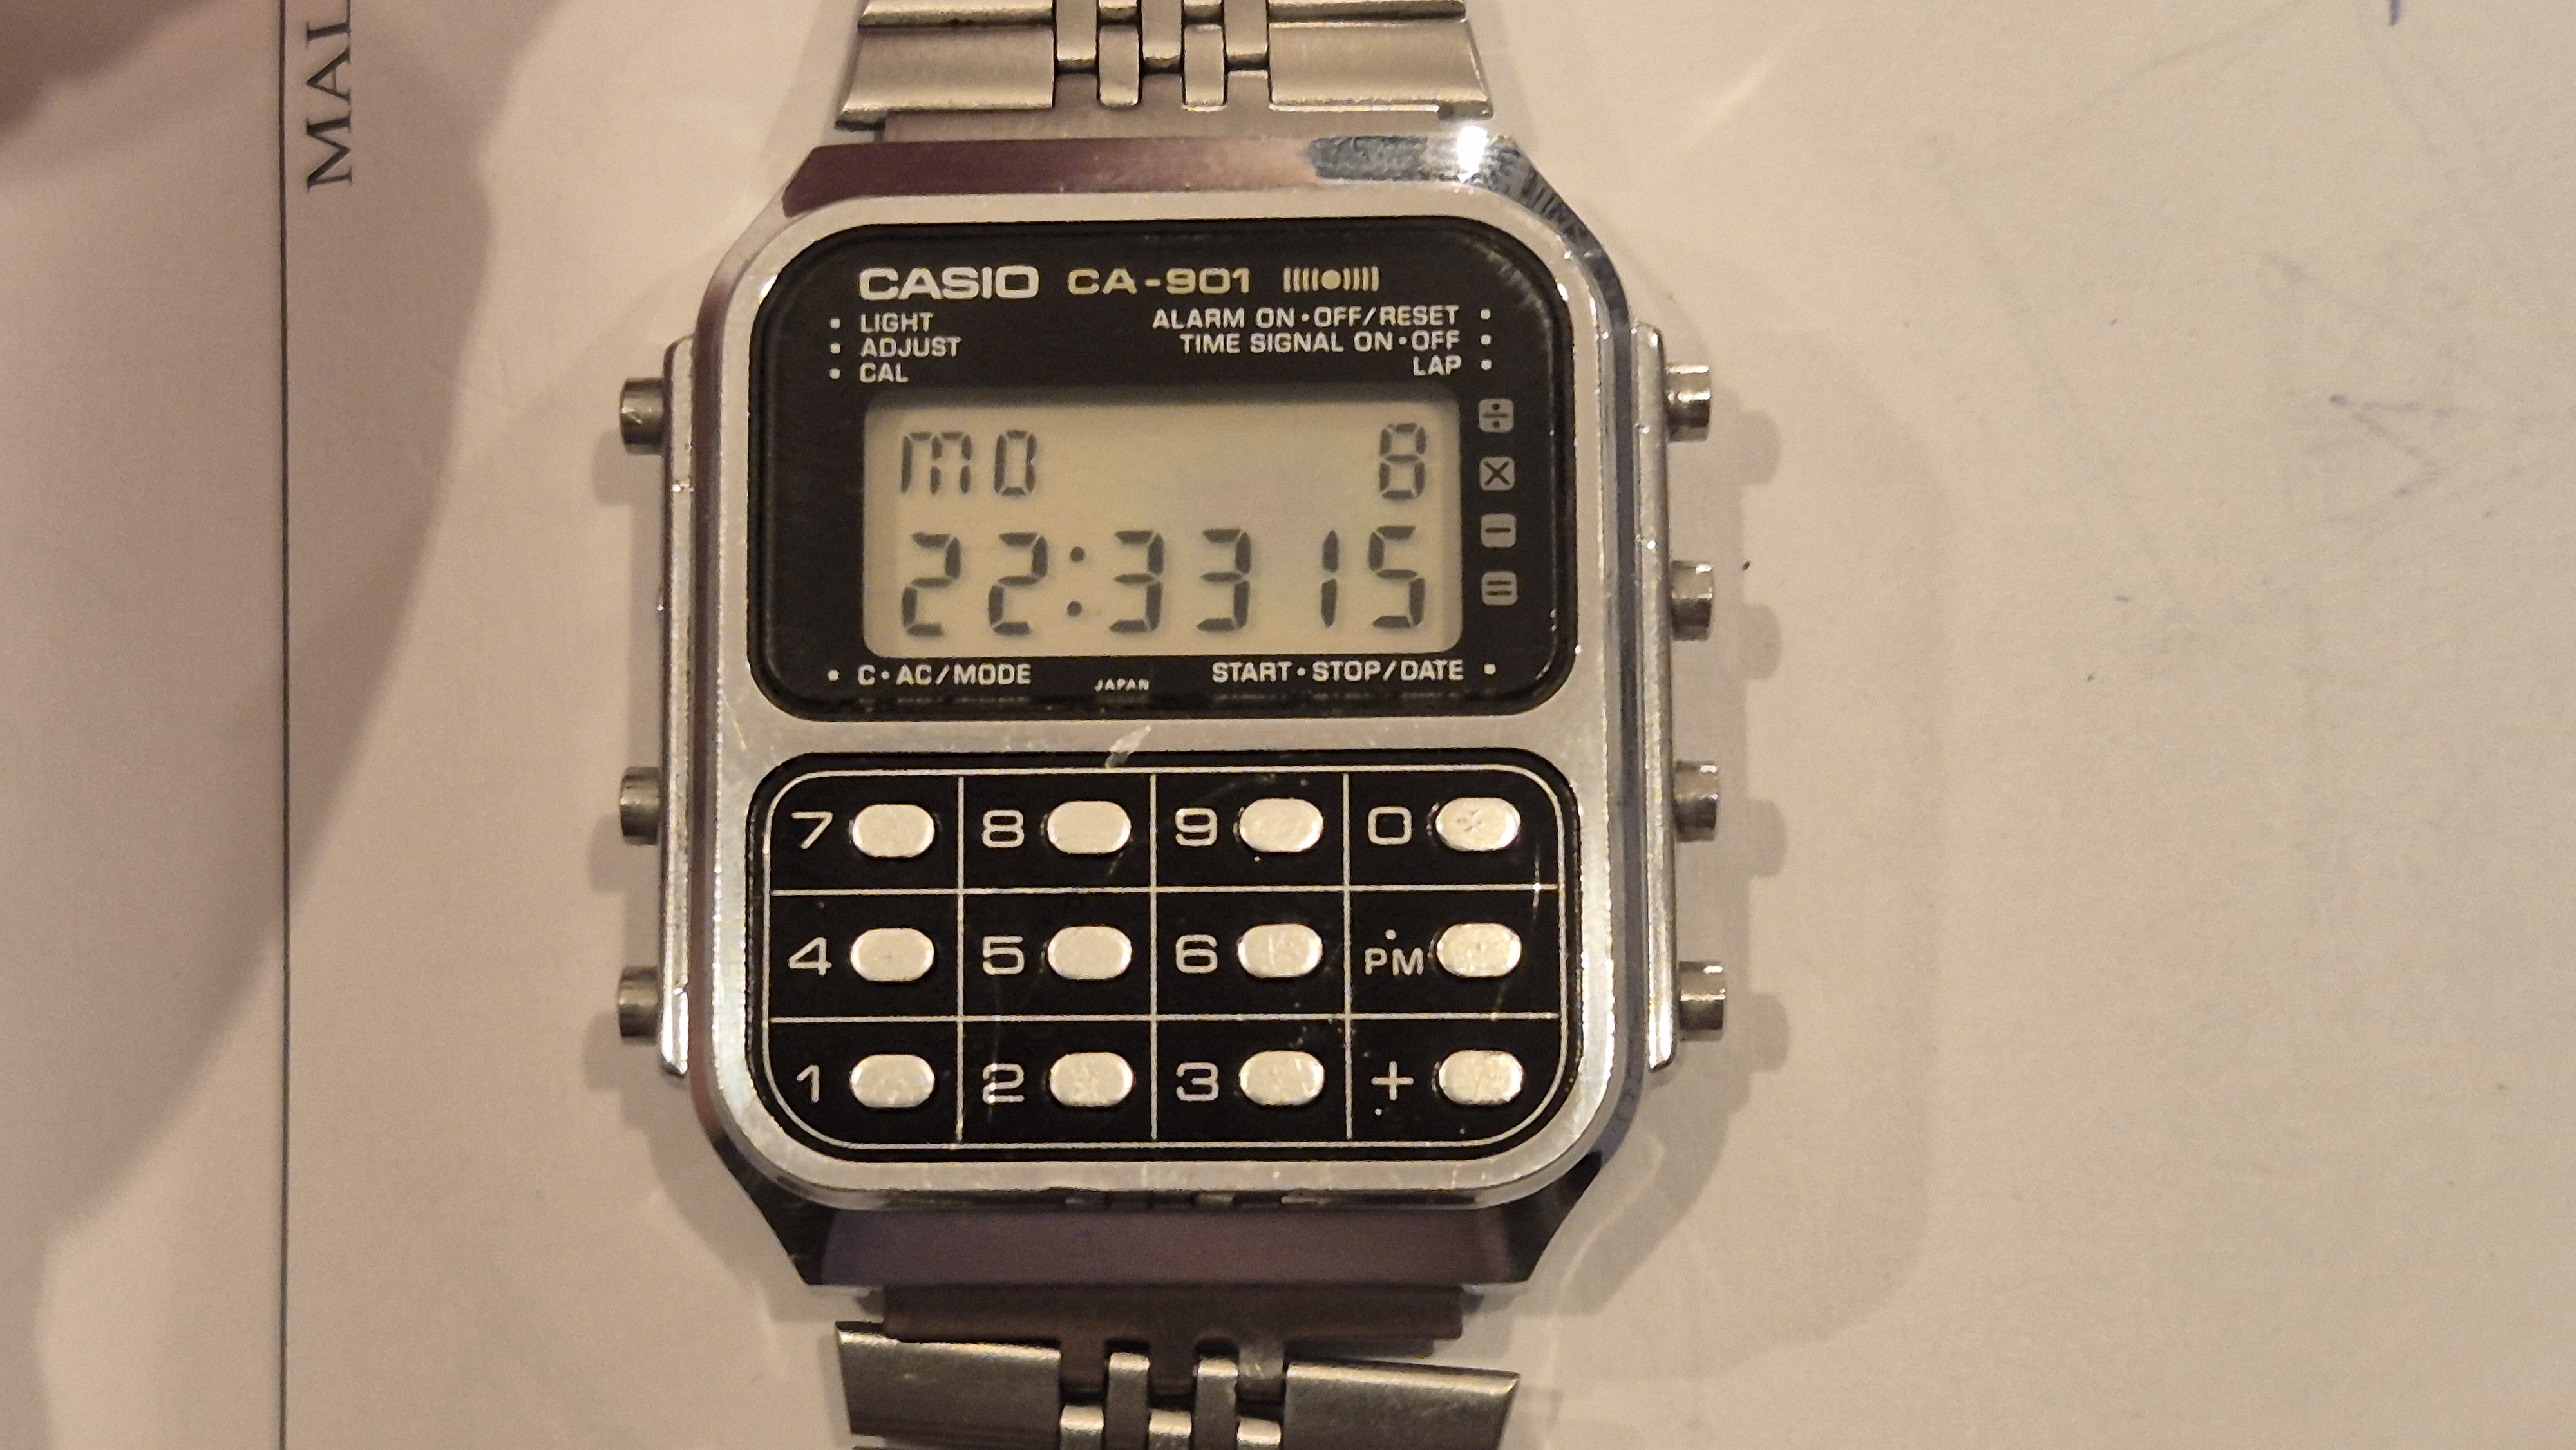 MAL
CASIO CA-901
LIGHT
ALARM ON•OFF/RESET
ADJUST
TIME SIGNAL ON•OFF
CAL
LAP
MO 8
÷
×
22:33 15
−
=
C•AC/MODE
JAPAN
START•STOP/DATE
7 8 9 0
4 5 6 . PM
1 2 3 +